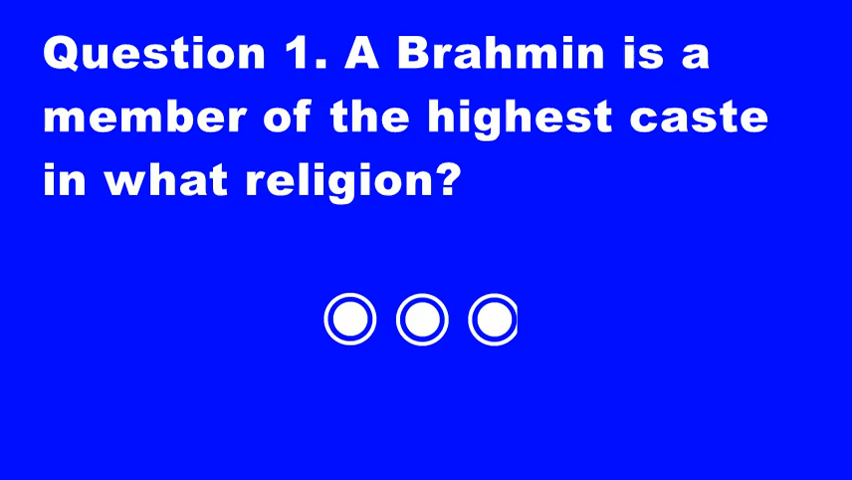 Question 1. A Brahmin is a
member of the highest caste
in what religion?